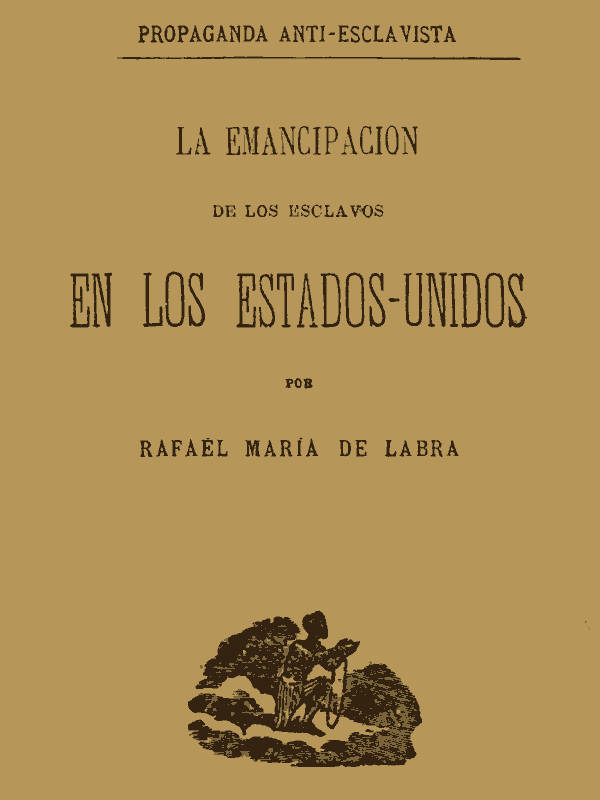 PROPAGANDA ANTI-ESCLAVISTA
LA EMANCIPACION
DE LOS ESCLAVOS
EN LOS ESTADOS-UNIDOS
POR
RAFAÉL MARÍA DE LABRA